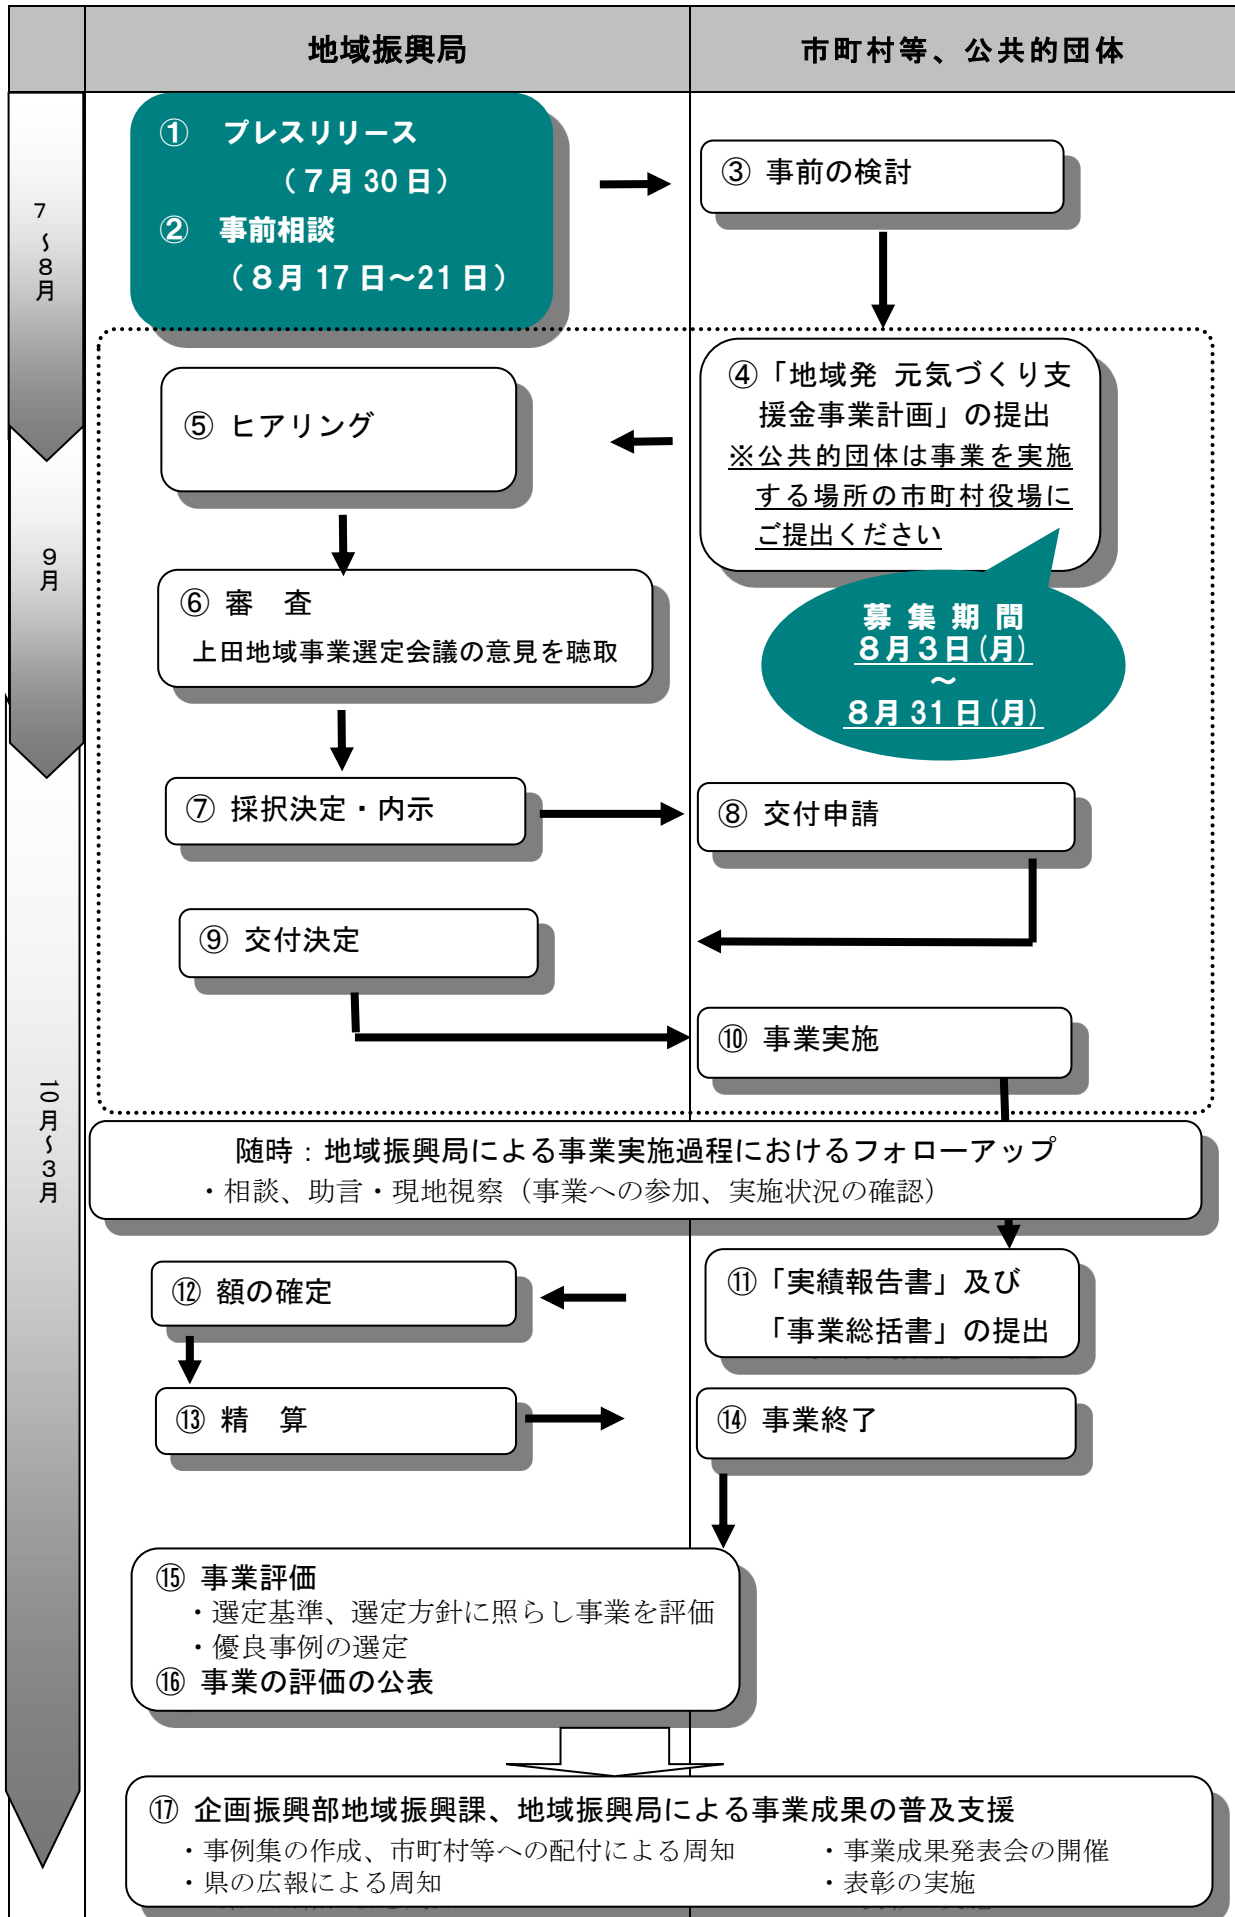 地域振興局
市町村等、公共的団体
7～8月
9月
10月～3月
① プレスリリース
（７月 30 日）
② 事前相談
（８月 17 日～21 日）
③ 事前の検討
④「地域発 元気づくり支
援金事業計画」の提出
※公共的団体は事業を実施
する場所の市町村役場に
ご提出ください
募 集 期 間
８月３日(月)
～
８月 31 日(月)
⑤ ヒアリング
⑥ 審　査
上田地域事業選定会議の意見を聴取
⑦ 採択決定・内示
⑧ 交付申請
⑨ 交付決定
⑩ 事業実施
随時：地域振興局による事業実施過程におけるフォローアップ
・相談、助言・現地視察（事業への参加、実施状況の確認）
⑪「実績報告書」及び
「事業総括書」の提出
⑫ 額の確定
⑬ 精　算
⑭ 事業終了
⑮ 事業評価
・選定基準、選定方針に照らし事業を評価
・優良事例の選定
⑯ 事業の評価の公表
⑰ 企画振興部地域振興課、地域振興局による事業成果の普及支援
・事例集の作成、市町村等への配付による周知
・事業成果発表会の開催
・県の広報による周知
・表彰の実施